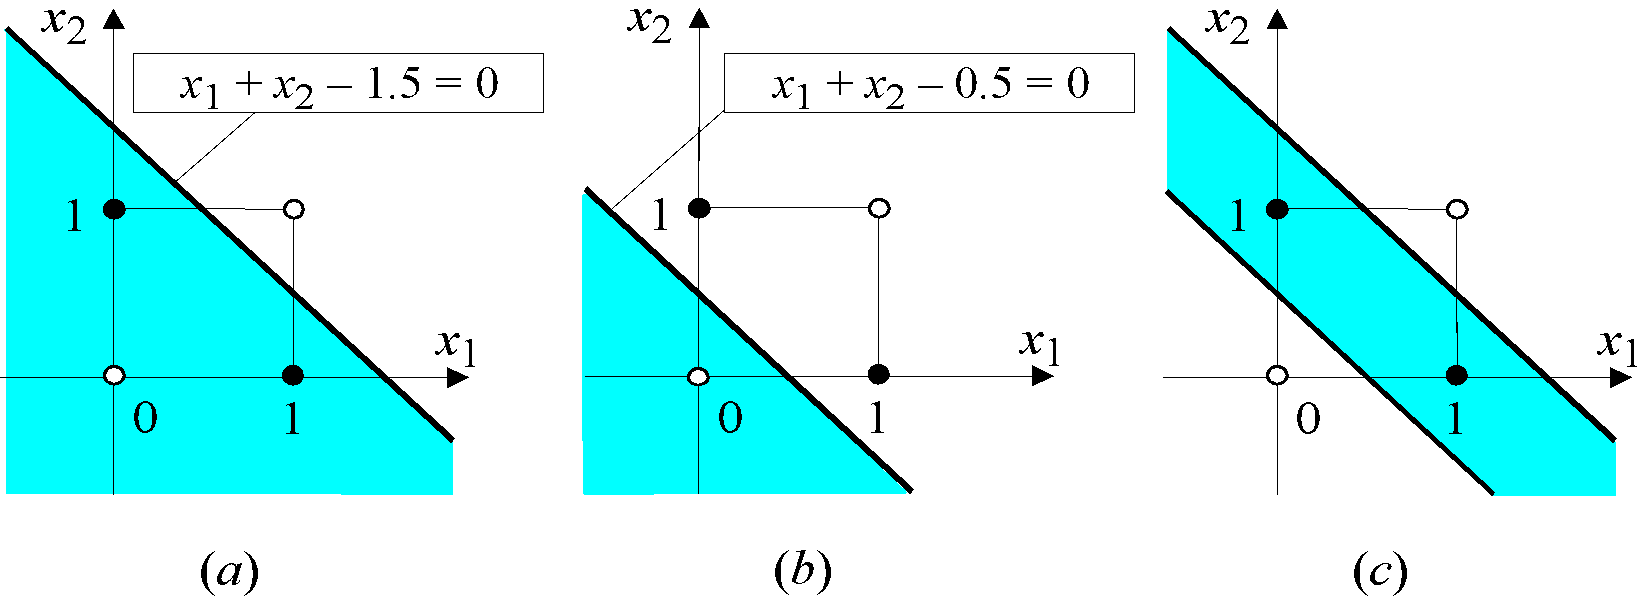 x2
x1 + x2 – 1.5 = 0
1
x1
0
1
(a)
x2
x1 + x2 – 0.5 = 0
1
x1
0
1
(b)
x2
1
x1
0
1
(c)